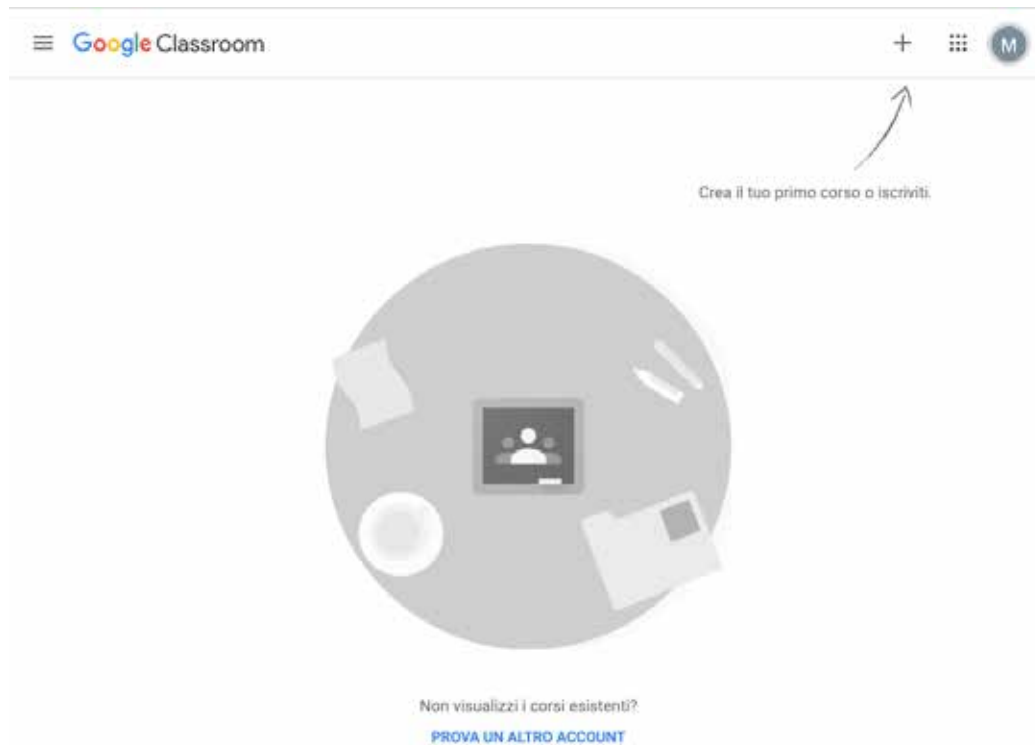 Google Classroom
M
Crea il tuo primo corso o iscriviti.
Non visualizzi i corsi esistenti?
PROVA UN ALTRO ACCOUNT